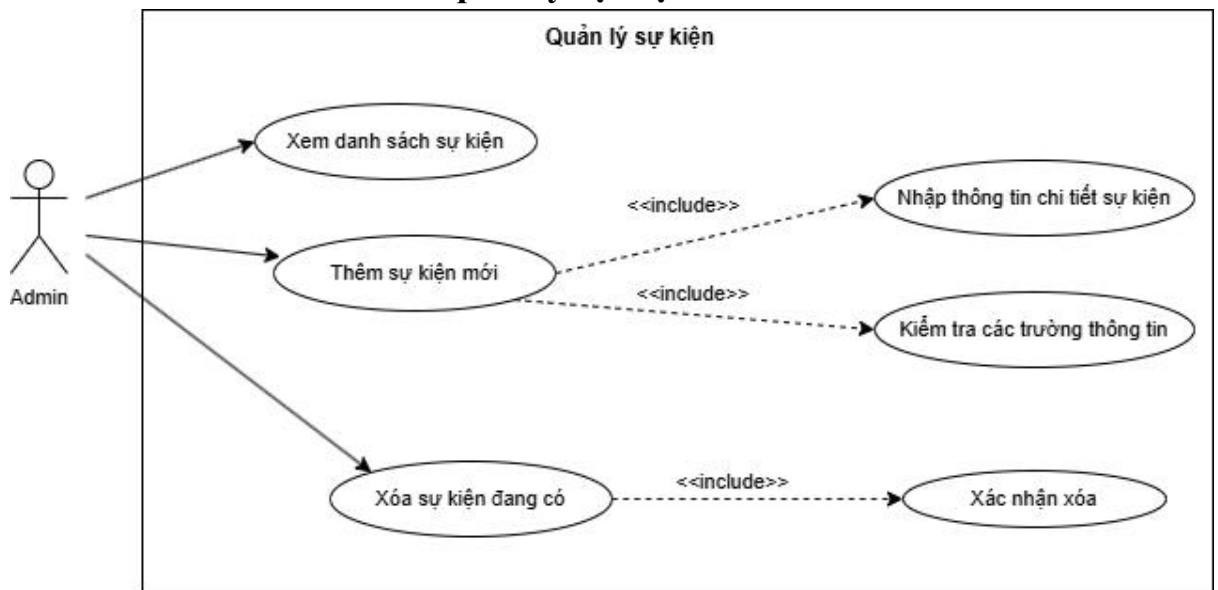 Quản lý sự kiện
Xem danh sách sự kiện
<<include>>
Nhập thông tin chi tiết sự kiện
Thêm sự kiện mới
<<include>>
Admin
Kiểm tra các trường thông tin
<<include>>
Xóa sự kiện đang có
Xác nhận xóa